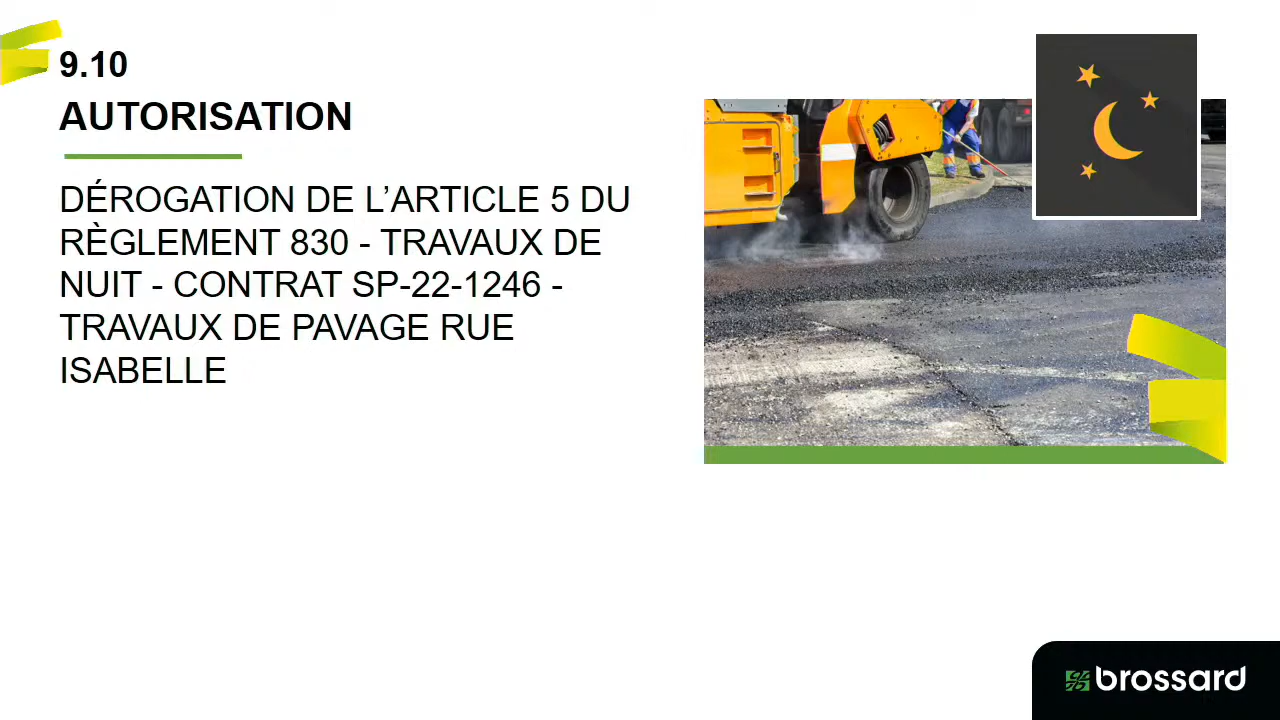 9.10
AUTORISATION
DÉROGATION DE L’ARTICLE 5 DU
RÈGLEMENT 830 - TRAVAUX DE
NUIT - CONTRAT SP-22-1246 -
TRAVAUX DE PAVAGE RUE
ISABELLE
brossard